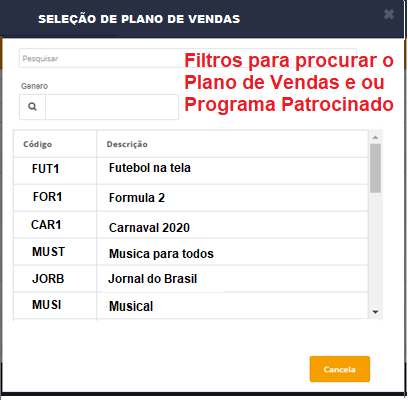 SELEÇÃO DE PLANO DE VENDAS
Pesquisar
Filtros para procurar o
Plano de Vendas e ou
Programa Patrocinado
Genero
Código Descrição
FUT1 Futebol na tela
FOR1 Formula 2
CAR1 Carnaval 2020
MUST Musica para todos
JORB Jornal do Brasil
MUSI Musical
Cancela